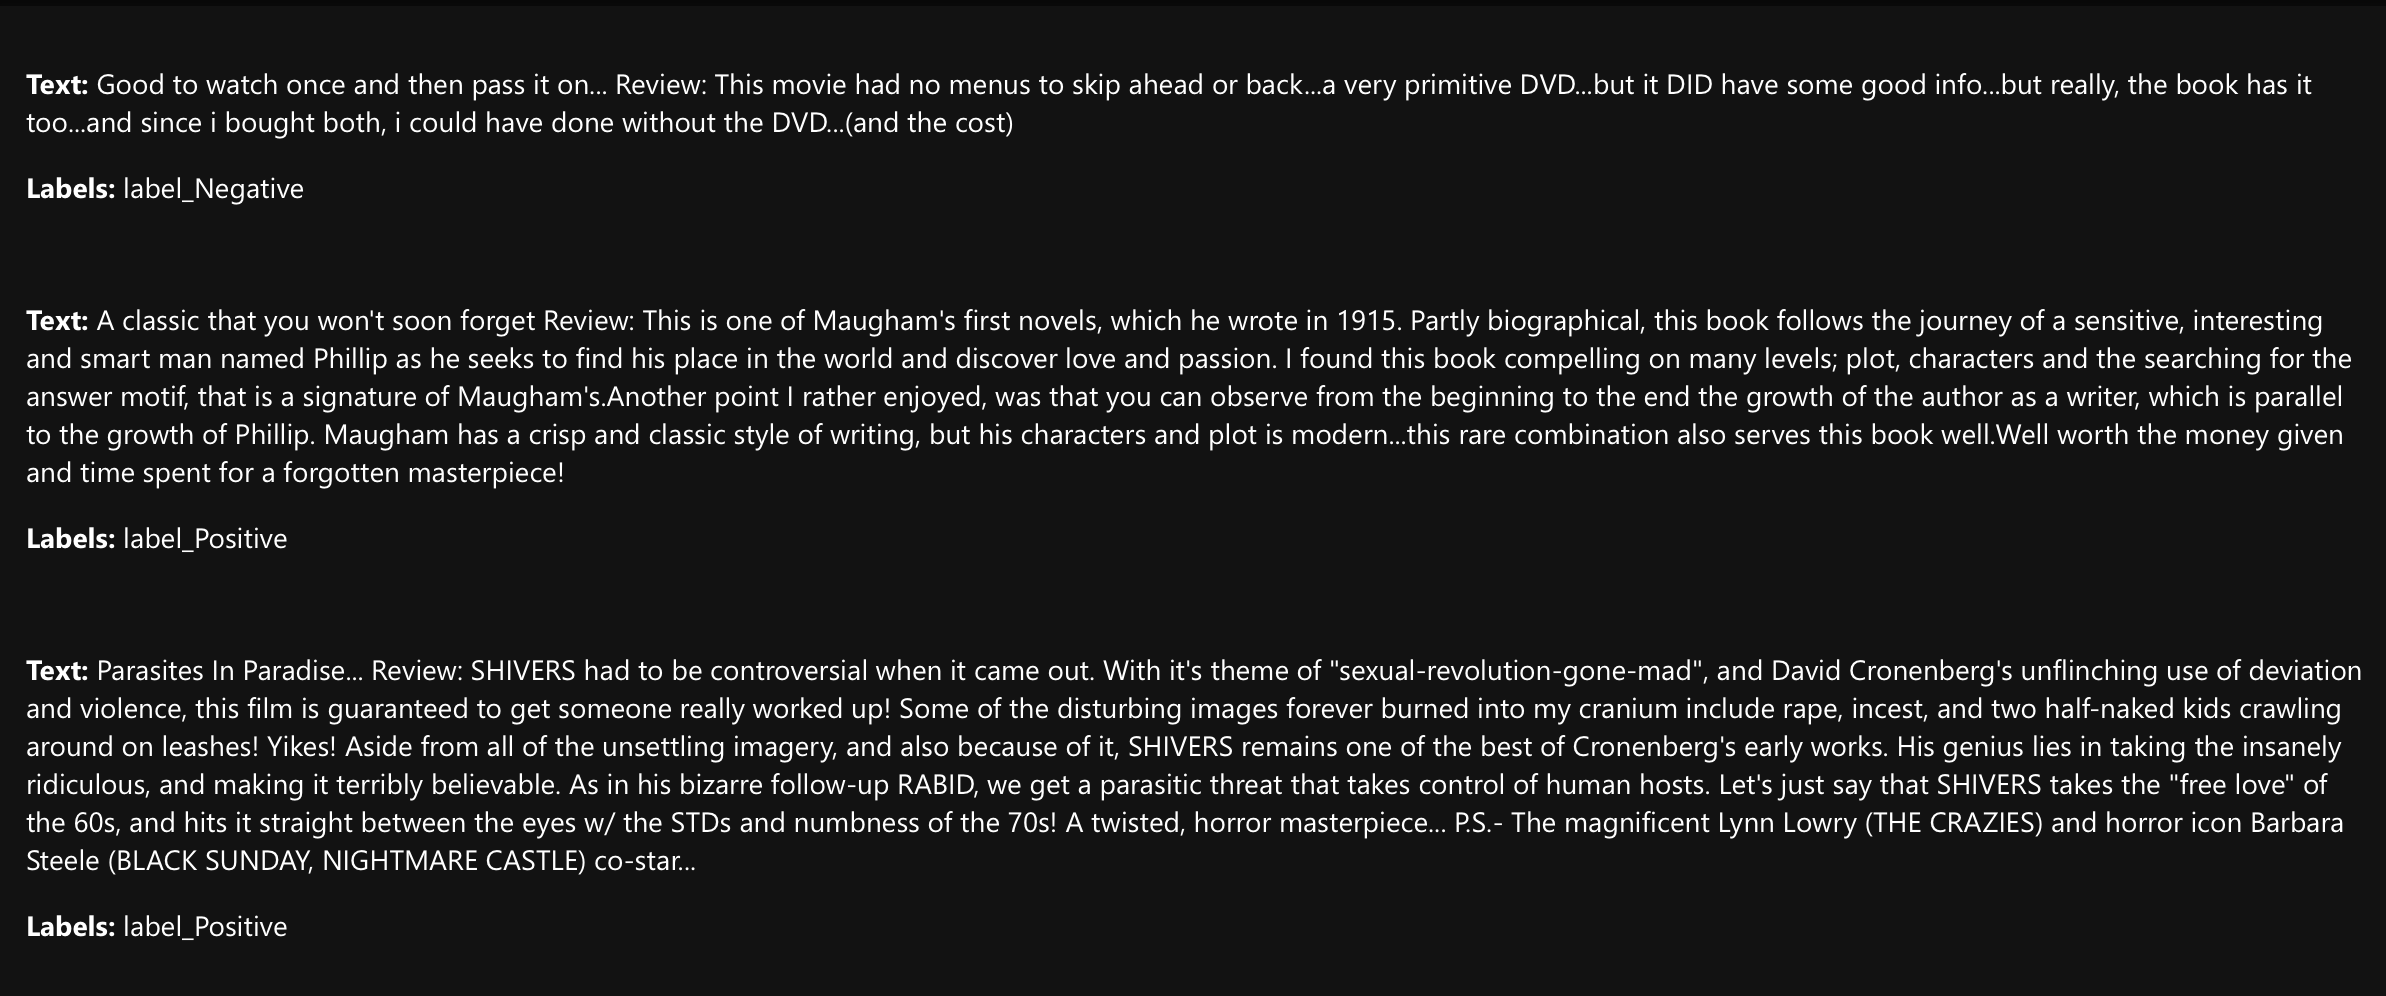 Text: Good to watch once and then pass it on... Review: This movie had no menus to skip ahead or back...a very primitive DVD...but it DID have some good info...but really, the book has it
too...and since i bought both, i could have done without the DVD...(and the cost)
Labels: label_Negative
Text: A classic that you won't soon forget Review: This is one of Maugham's first novels, which he wrote in 1915. Partly biographical, this book follows the journey of a sensitive, interesting
and smart man named Phillip as he seeks to find his place in the world and discover love and passion. I found this book compelling on many levels; plot, characters and the searching for the
answer motif, that is a signature of Maugham's.Another point I rather enjoyed, was that you can observe from the beginning to the end the growth of the author as a writer, which is parallel
to the growth of Phillip. Maugham has a crisp and classic style of writing, but his characters and plot is modern...this rare combination also serves this book well.Well worth the money given
and time spent for a forgotten masterpiece!
Labels: label_Positive
Text: Parasites In Paradise... Review: SHIVERS had to be controversial when it came out. With it's theme of "sexual-revolution-gone-mad", and David Cronenberg's unflinching use of deviation
and violence, this film is guaranteed to get someone really worked up! Some of the disturbing images forever burned into my cranium include rape, incest, and two half-naked kids crawling
around on leashes! Yikes! Aside from all of the unsettling imagery, and also because of it, SHIVERS remains one of the best of Cronenberg's early works. His genius lies in taking the insanely
ridiculous, and making it terribly believable. As in his bizarre follow-up RABID, we get a parasitic threat that takes control of human hosts. Let's just say that SHIVERS takes the "free love" of
the 60s, and hits it straight between the eyes w/ the STDs and numbness of the 70s! A twisted, horror masterpiece... P.S.- The magnificent Lynn Lowry (THE CRAZIES) and horror icon Barbara
Steele (BLACK SUNDAY, NIGHTMARE CASTLE) co-star...
Labels: label_Positive